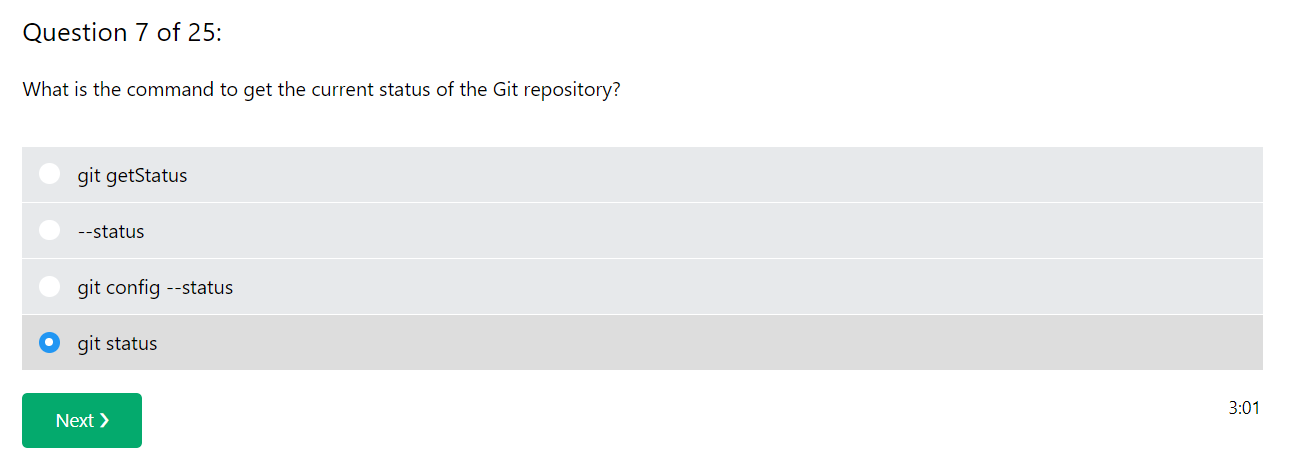 Question 7 of 25:
What is the command to get the current status of the Git repository?
git getStatus
--status
git config --status
git status
Next ❯
3:01